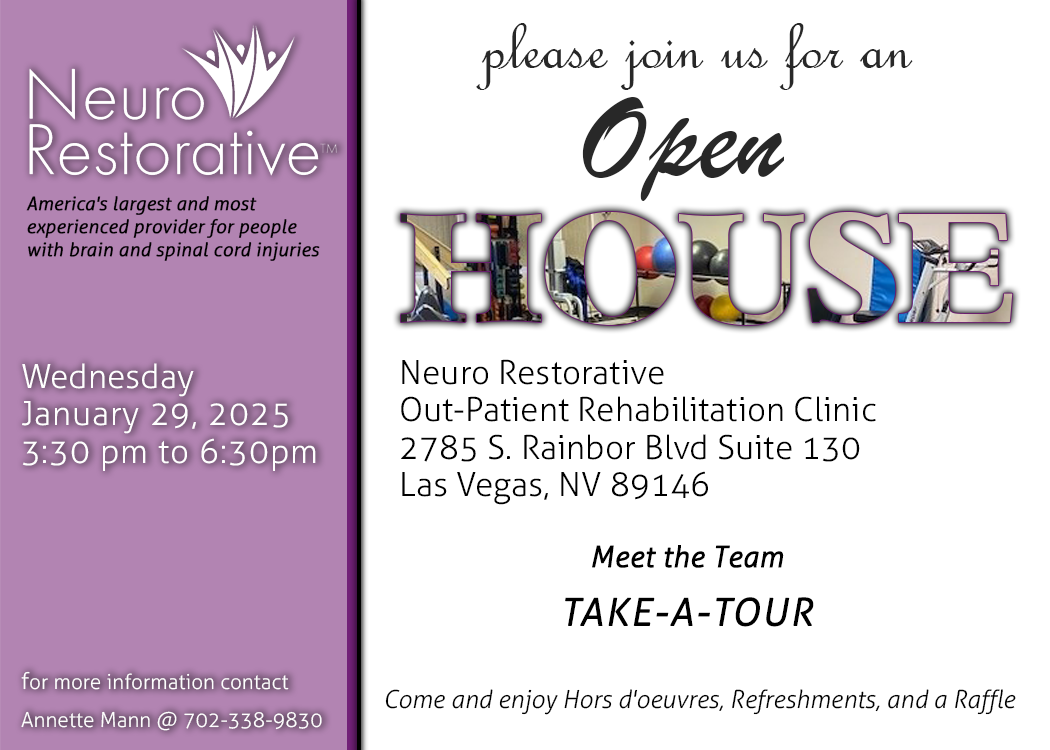 Neuro
Restorative™
America's largest and most
experienced provider for people
with brain and spinal cord injuries
Wednesday
January 29, 2025
3:30 pm to 6:30pm
for more information contact
Annette Mann @ 702-338-9830
please join us for an
Open
HOUSE
Neuro Restorative
Out-Patient Rehabilitation Clinic
2785 S. Rainbor Blvd Suite 130
Las Vegas, NV 89146
Meet the Team
TAKE-A-TOUR
Come and enjoy Hors d'oeuvres, Refreshments, and a Raffle